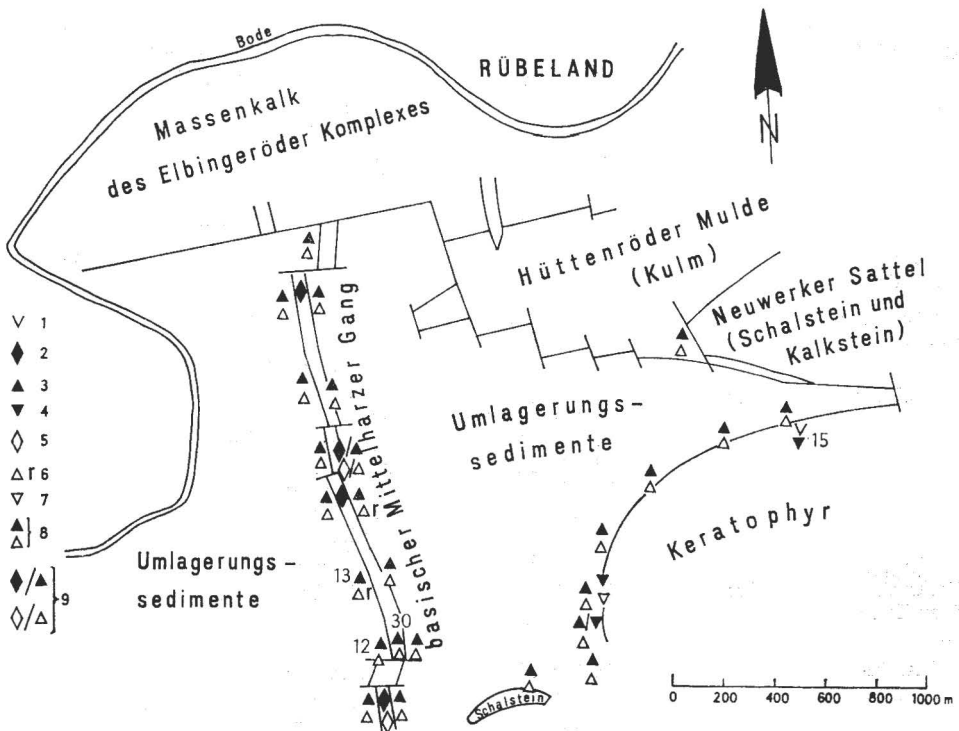 Bode
RÜBELAND
Massenkalk
des Elbingeröder Komplexes
N
Hüttenröder Mulde
(Kulm)
Neuwerker Sattel
(Schalstein und
Kalkstein)
1
2
3
4
5
r 6
7
8
9
basischer Mittelharzer Gang
Umlagerungs–
sedimente
15
Keratophyr
r
Umlagerungs–
sedimente
13
r
30
12
Schalstein
0 200 400 600 800 1000 m